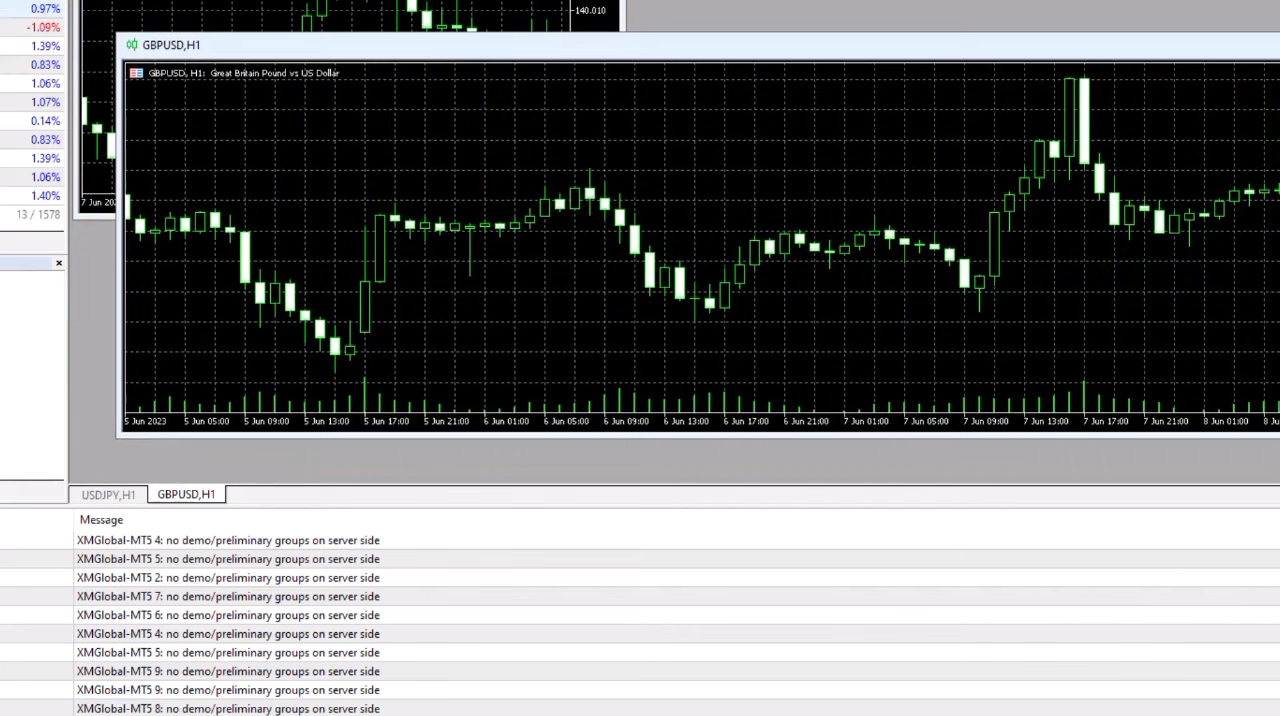 0.97%
-1.09%
1.39%
0.83%
1.06%
1.07%
0.14%
0.83%
1.39%
1.06%
1.40%
13 / 1578
140.010
7 Jun
GBPUSD,H1
GBPUSD, H1: Great Britain Pound vs US Dollar
5 Jun 2023 5 Jun 05:00 5 Jun 09:00 5 Jun 13:00 5 Jun 17:00 5 Jun 21:00 6 Jun 01:00 6 Jun 05:00 6 Jun 09:00 6 Jun 13:00 6 Jun 17:00 6 Jun 21:00 7 Jun 01:00 7 Jun 05:00 7 Jun 09:00 7 Jun 13:00 7 Jun 17:00 7 Jun 21:00 8 Jun 01:00
USDJPY,H1 GBPUSD,H1
Message
XMGlobal-MT5 4: no demo/preliminary groups on server side
XMGlobal-MT5 5: no demo/preliminary groups on server side
XMGlobal-MT5 2: no demo/preliminary groups on server side
XMGlobal-MT5 7: no demo/preliminary groups on server side
XMGlobal-MT5 6: no demo/preliminary groups on server side
XMGlobal-MT5 4: no demo/preliminary groups on server side
XMGlobal-MT5 5: no demo/preliminary groups on server side
XMGlobal-MT5 9: no demo/preliminary groups on server side
XMGlobal-MT5 9: no demo/preliminary groups on server side
XMGlobal-MT5 8: no demo/preliminary groups on server side